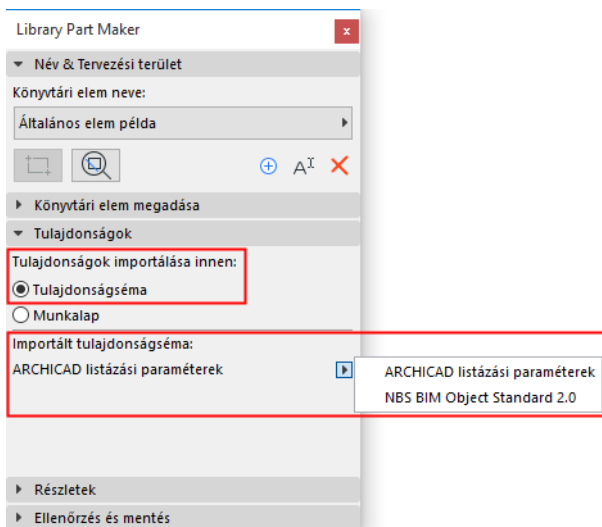 Library Part Maker
x
Név & Tervezési terület
Könyvtári elem neve:
Általános elem példa
Könyvtári elem megadása
Tulajdonságok
Tulajdonságok importálása innen:
Tulajdonságséma
Munkalap
Importált tulajdonságséma:
ARCHICAD listázási paraméterek
ARCHICAD listázási paraméterek
NBS BIM Object Standard 2.0
Részletek
Ellenőrzés és mentés